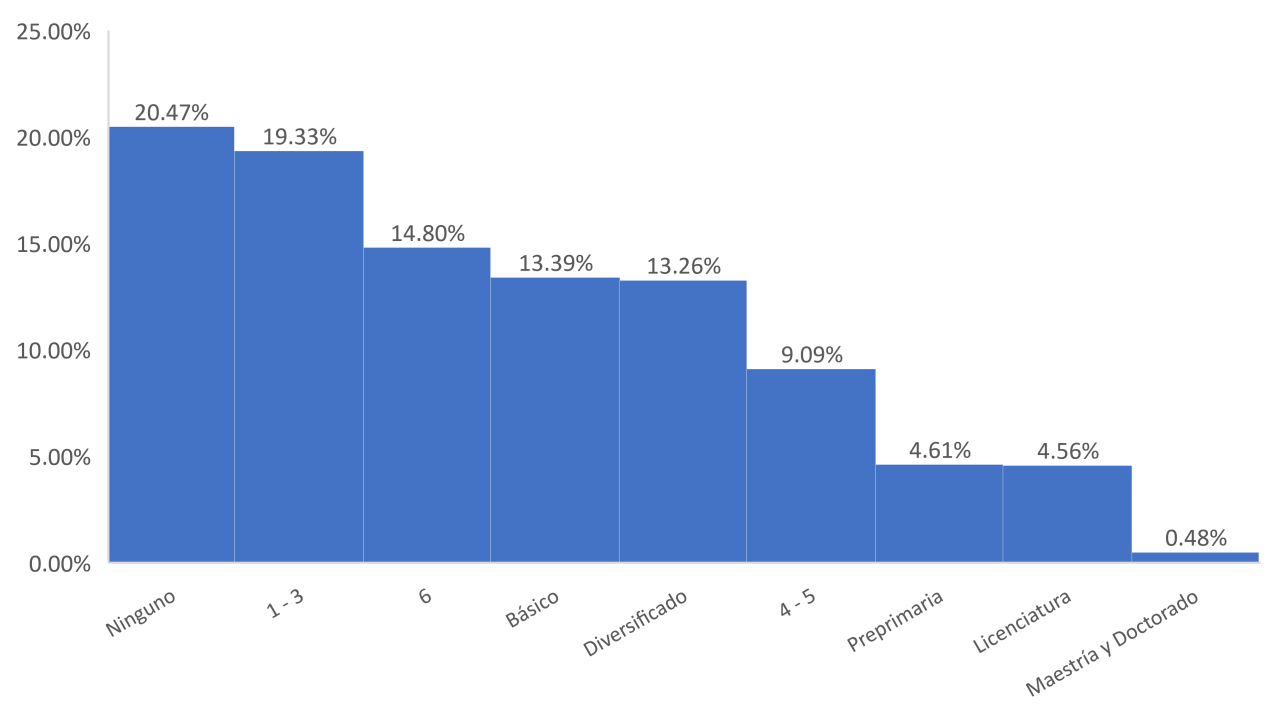 25.00%
20.00%
15.00%
10.00%
5.00%
0.00%
20.47%
19.33%
14.80%
13.39%
13.26%
9.09%
4.61%
4.56%
0.48%
Ninguno
1 - 3
6
Básico
Diversificado
4 - 5
Preprimaria
Licenciatura
Maestría y Doctorado